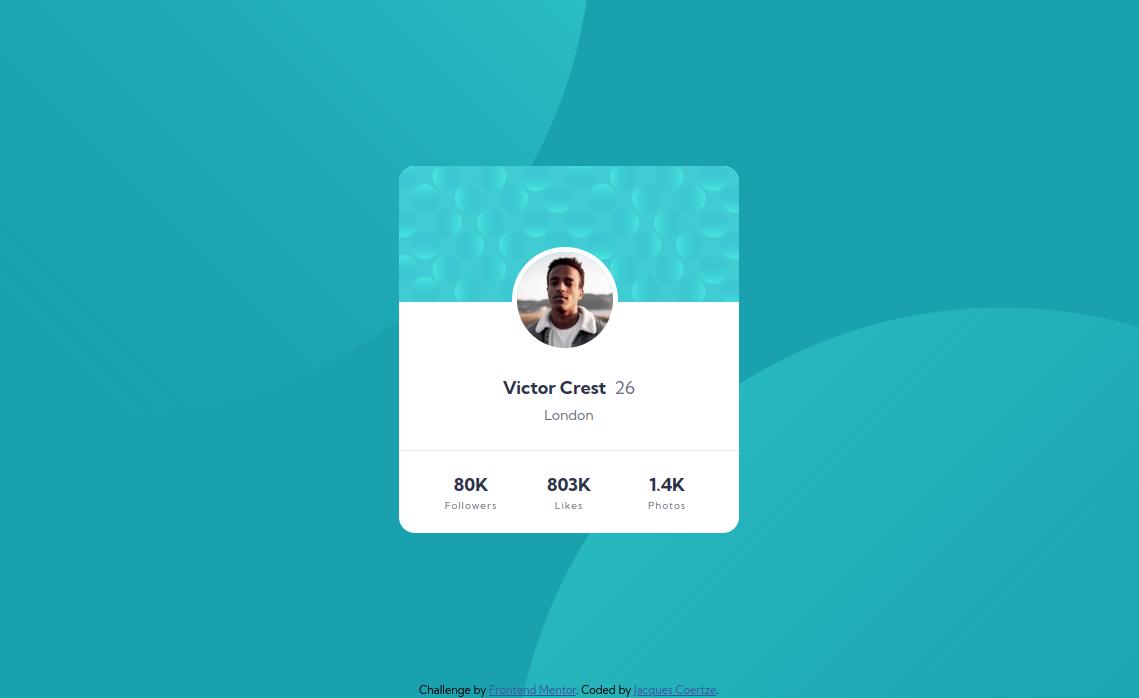 Victor Crest 26
London
80K 803K 1.4K
Followers Likes Photos
Challenge by Frontend Mentor. Coded by Jacques Coertze.